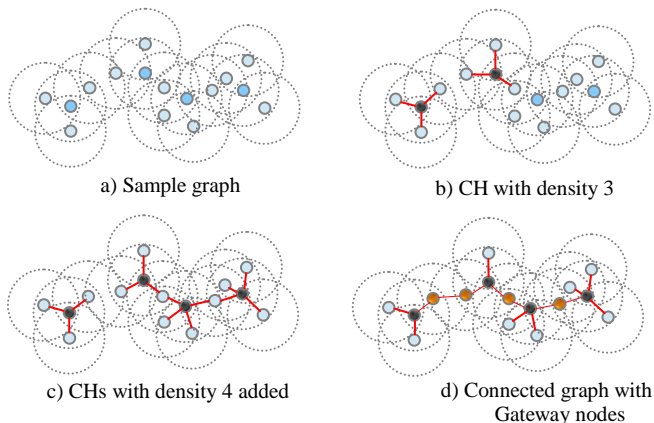 a) Sample graph
b) CH with density 3
c) CHs with density 4 added
d) Connected graph with
Gateway nodes